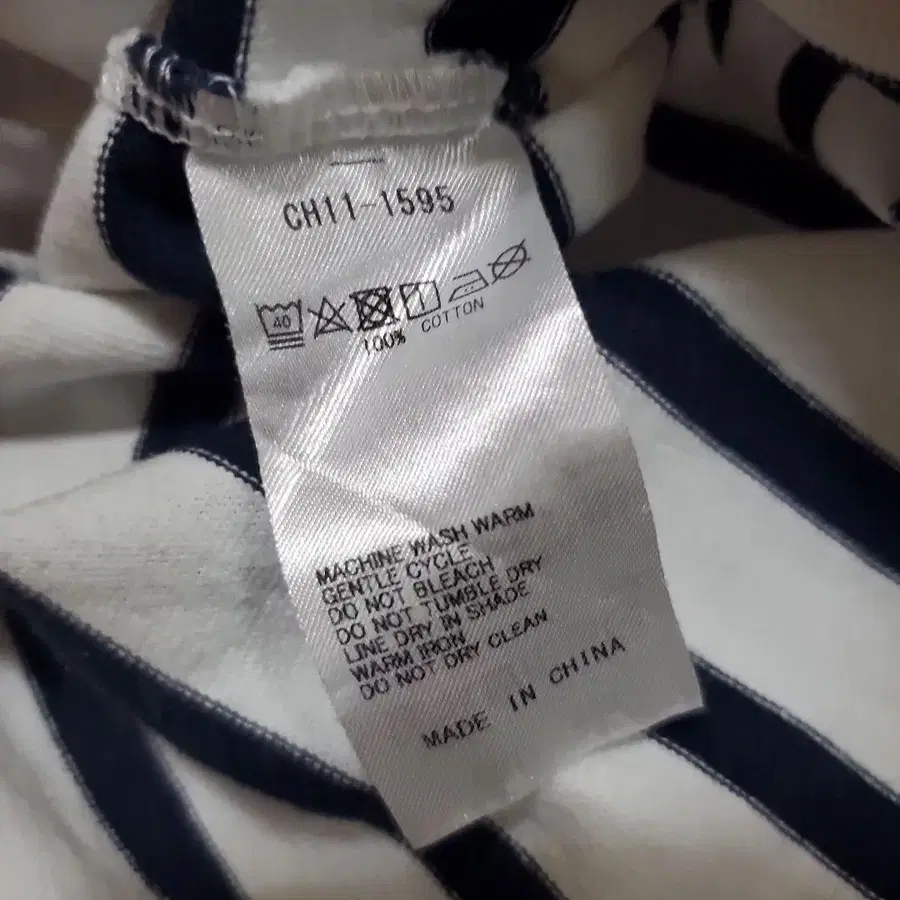 CH11-1595
40
100% COTTON
MACHINE WASH WARM
GENTLE CYCLE
DO NOT BLEACH
DO NOT TUMBLE DRY
LINE DRY IN SHADE
WARM IRON
DO NOT DRY CLEAN
MADE IN CHINA